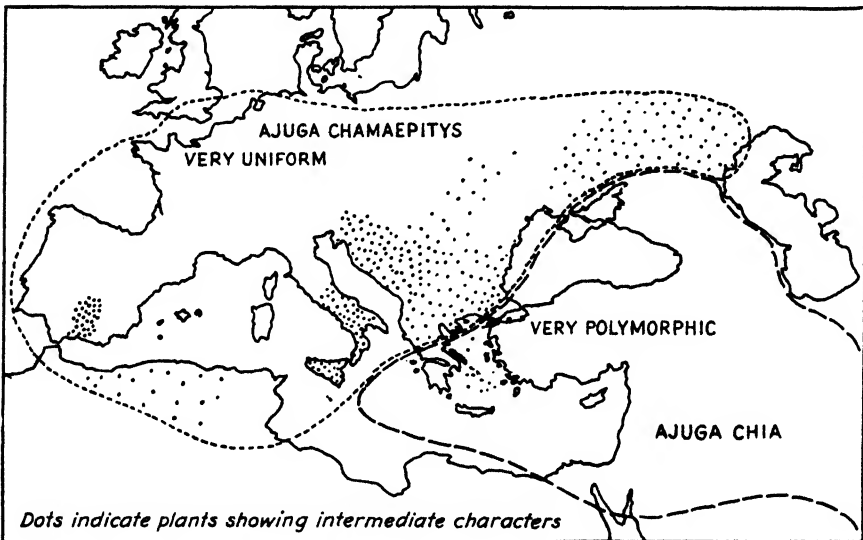 AJUGA CHAMAEPITYS
VERY UNIFORM
VERY POLYMORPHIC
AJUGA CHIA
Dots indicate plants showing intermediate characters